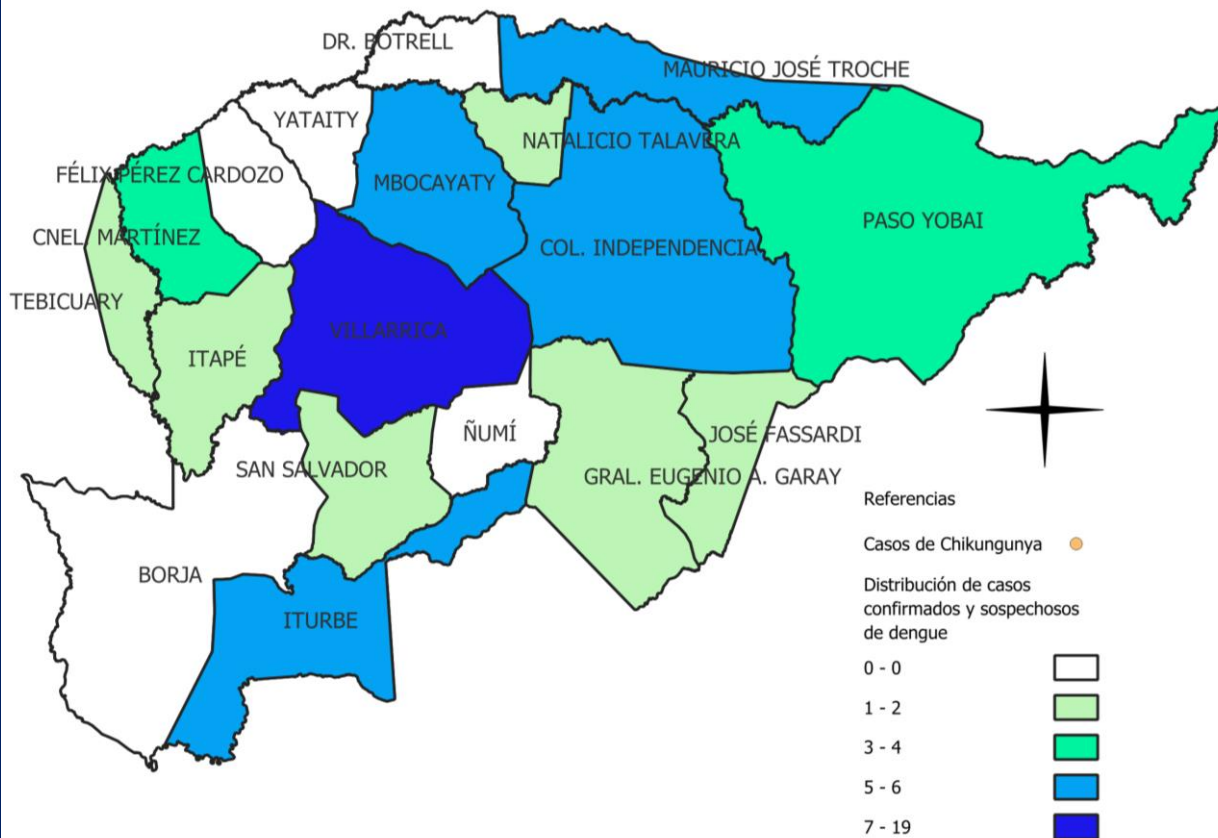 DR. BOTRELL
MAURICIO JOSÉ TROCHE
YATAITY
NATALICIO TALAVERA
FÉLIX PÉREZ CARDOZO
MBOCAYATY
PASO YOBAI
CNEL. MARTÍNEZ
COL. INDEPENDENCIA
TEBICUARY
VILLARRICA
ITAPÉ
ÑUMÍ
JOSÉ FASSARDI
SAN SALVADOR
GRAL. EUGENIO A. GARAY
BORJA
ITURBE
Referencias
Casos de Chikungunya
Distribución de casos
confirmados y sospechosos
de dengue
0 - 0
1 - 2
3 - 4
5 - 6
7 - 19